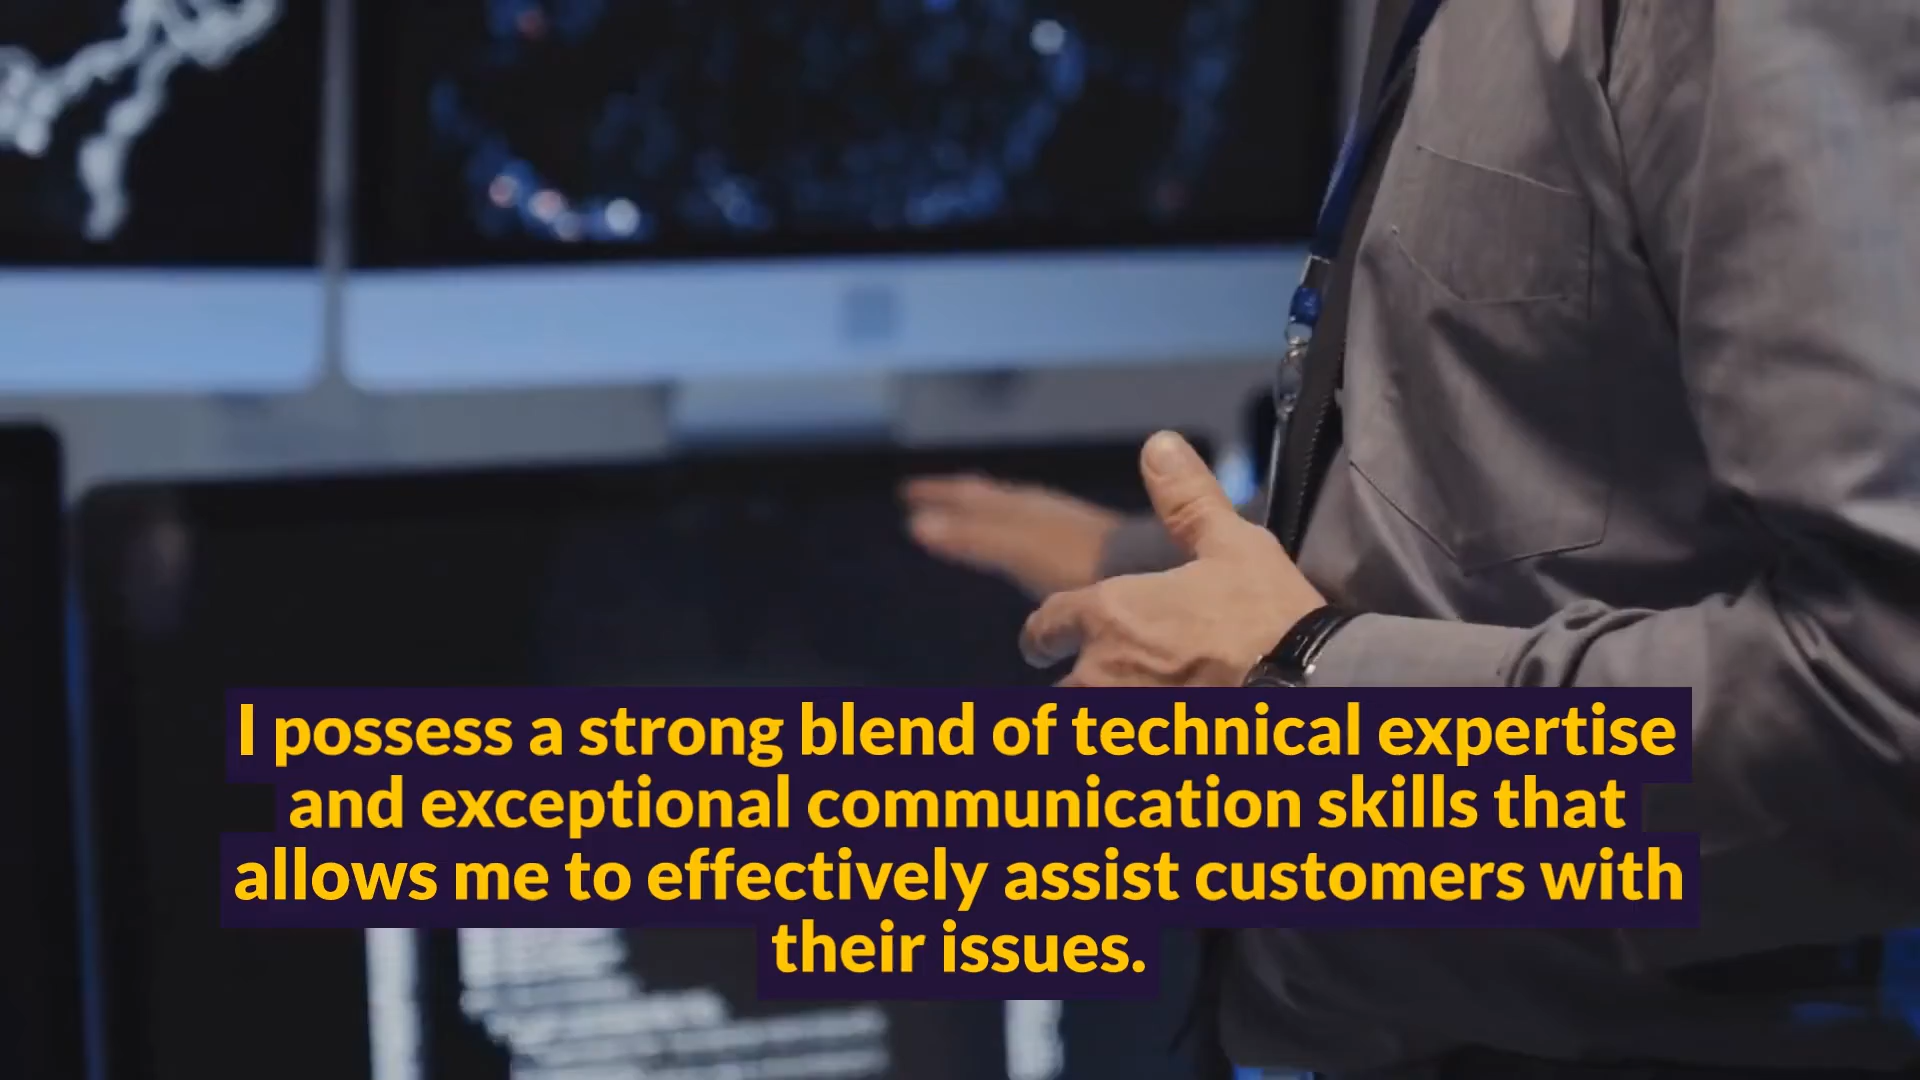 I possess a strong blend of technical expertise
and exceptional communication skills that
allows me to effectively assist customers with
their issues.